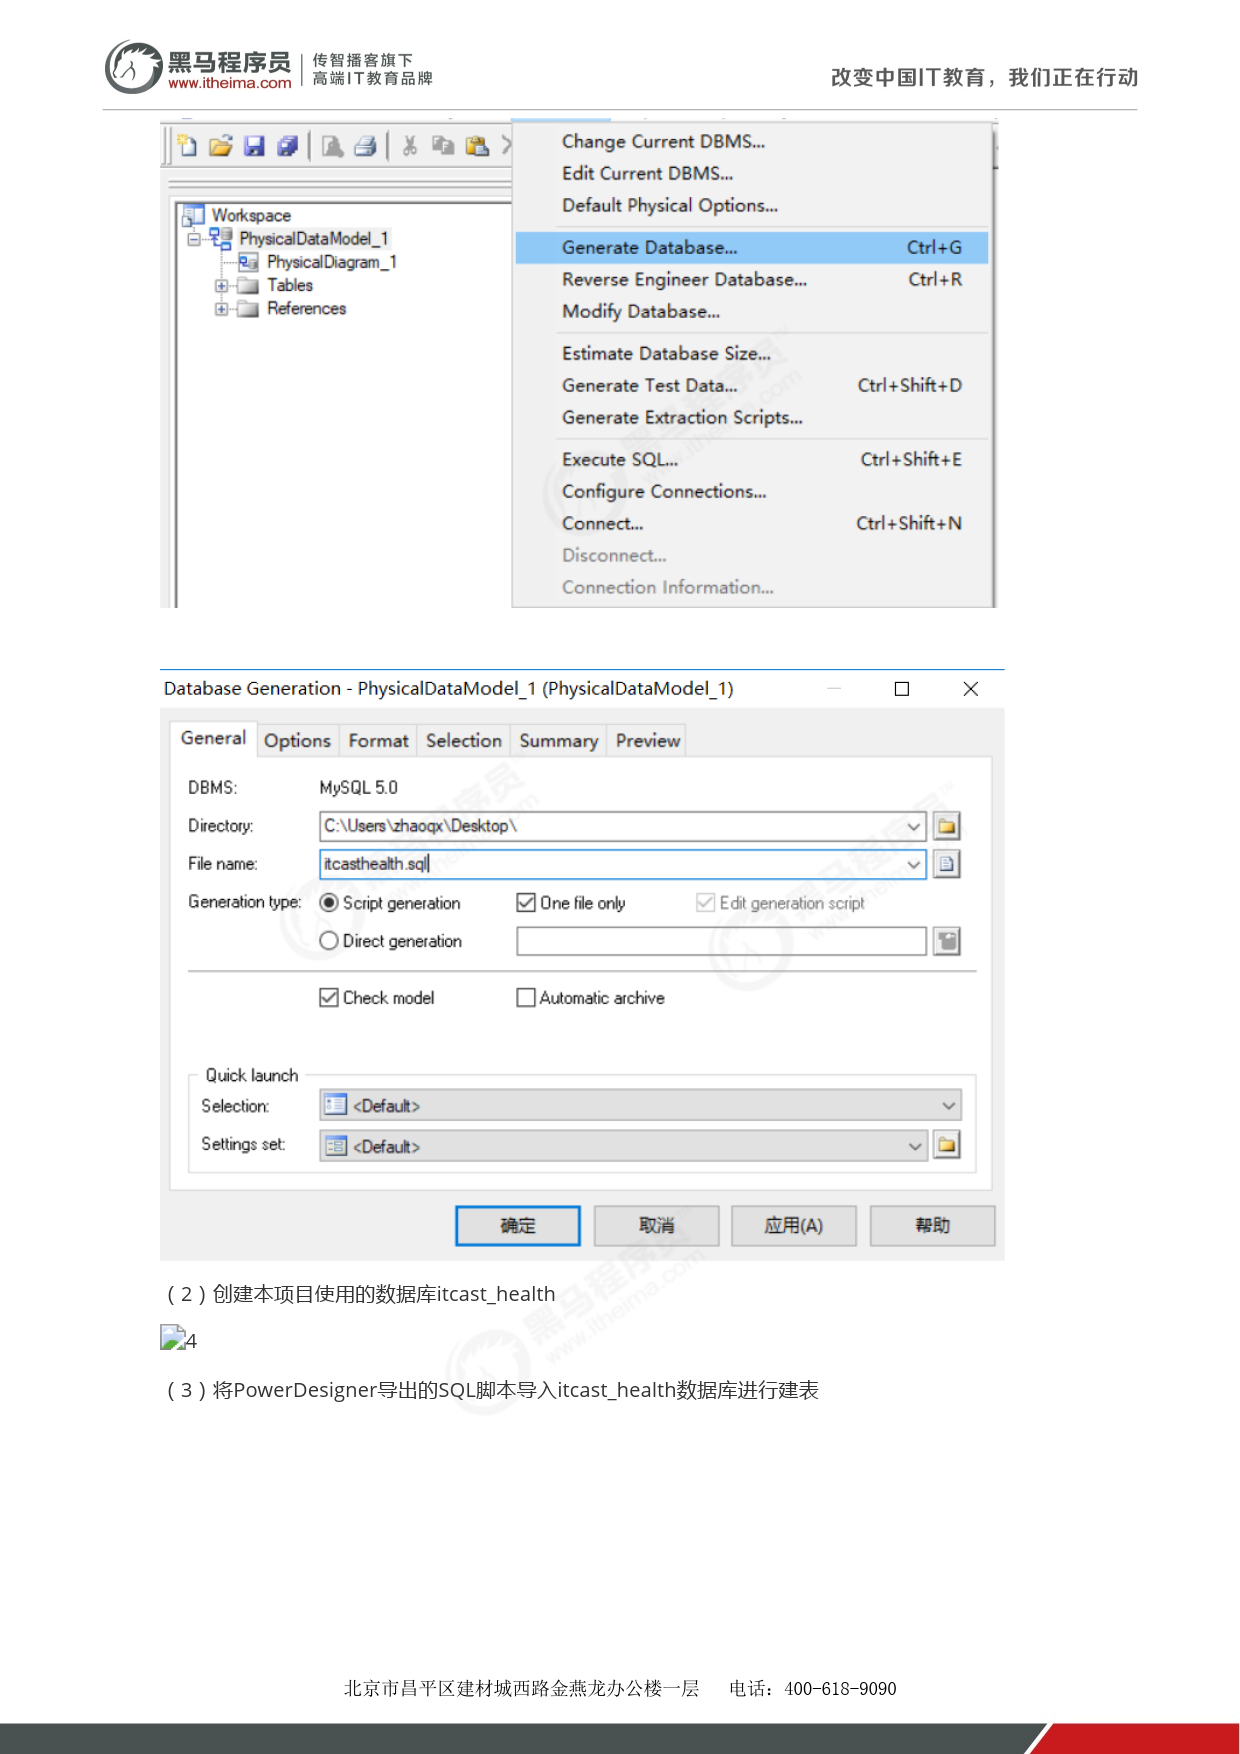 黑马程序员
www.itheima.com
传智播客旗下
高端IT教育品牌
改变中国IT教育，我们正在行动
Change Current DBMS...
Edit Current DBMS...
Default Physical Options...
Workspace
PhysicalDataModel_1
PhysicalDiagram_1
Tables
References
Generate Database... Ctrl+G
Reverse Engineer Database... Ctrl+R
Modify Database...
Estimate Database Size...
Generate Test Data... Ctrl+Shift+D
Generate Extraction Scripts...
Execute SQL... Ctrl+Shift+E
Configure Connections...
Connect... Ctrl+Shift+N
Disconnect...
Connection Information...
Database Generation - PhysicalDataModel_1 (PhysicalDataModel_1)
General Options Format Selection Summary Preview
DBMS: MySQL 5.0
Directory: C:\Users\zhaoqx\Desktop\
File name: itcasthealth.sql
Generation type: Script generation One file only Edit generation script
Direct generation
Check model Automatic archive
Quick launch
Selection: <Default>
Settings set: <Default>
确定 取消 应用(A) 帮助
（2）创建本项目使用的数据库itcast_health
4
（3）将PowerDesigner导出的SQL脚本导入itcast_health数据库进行建表
北京市昌平区建材城西路金燕龙办公楼一层 电话：400-618-9090